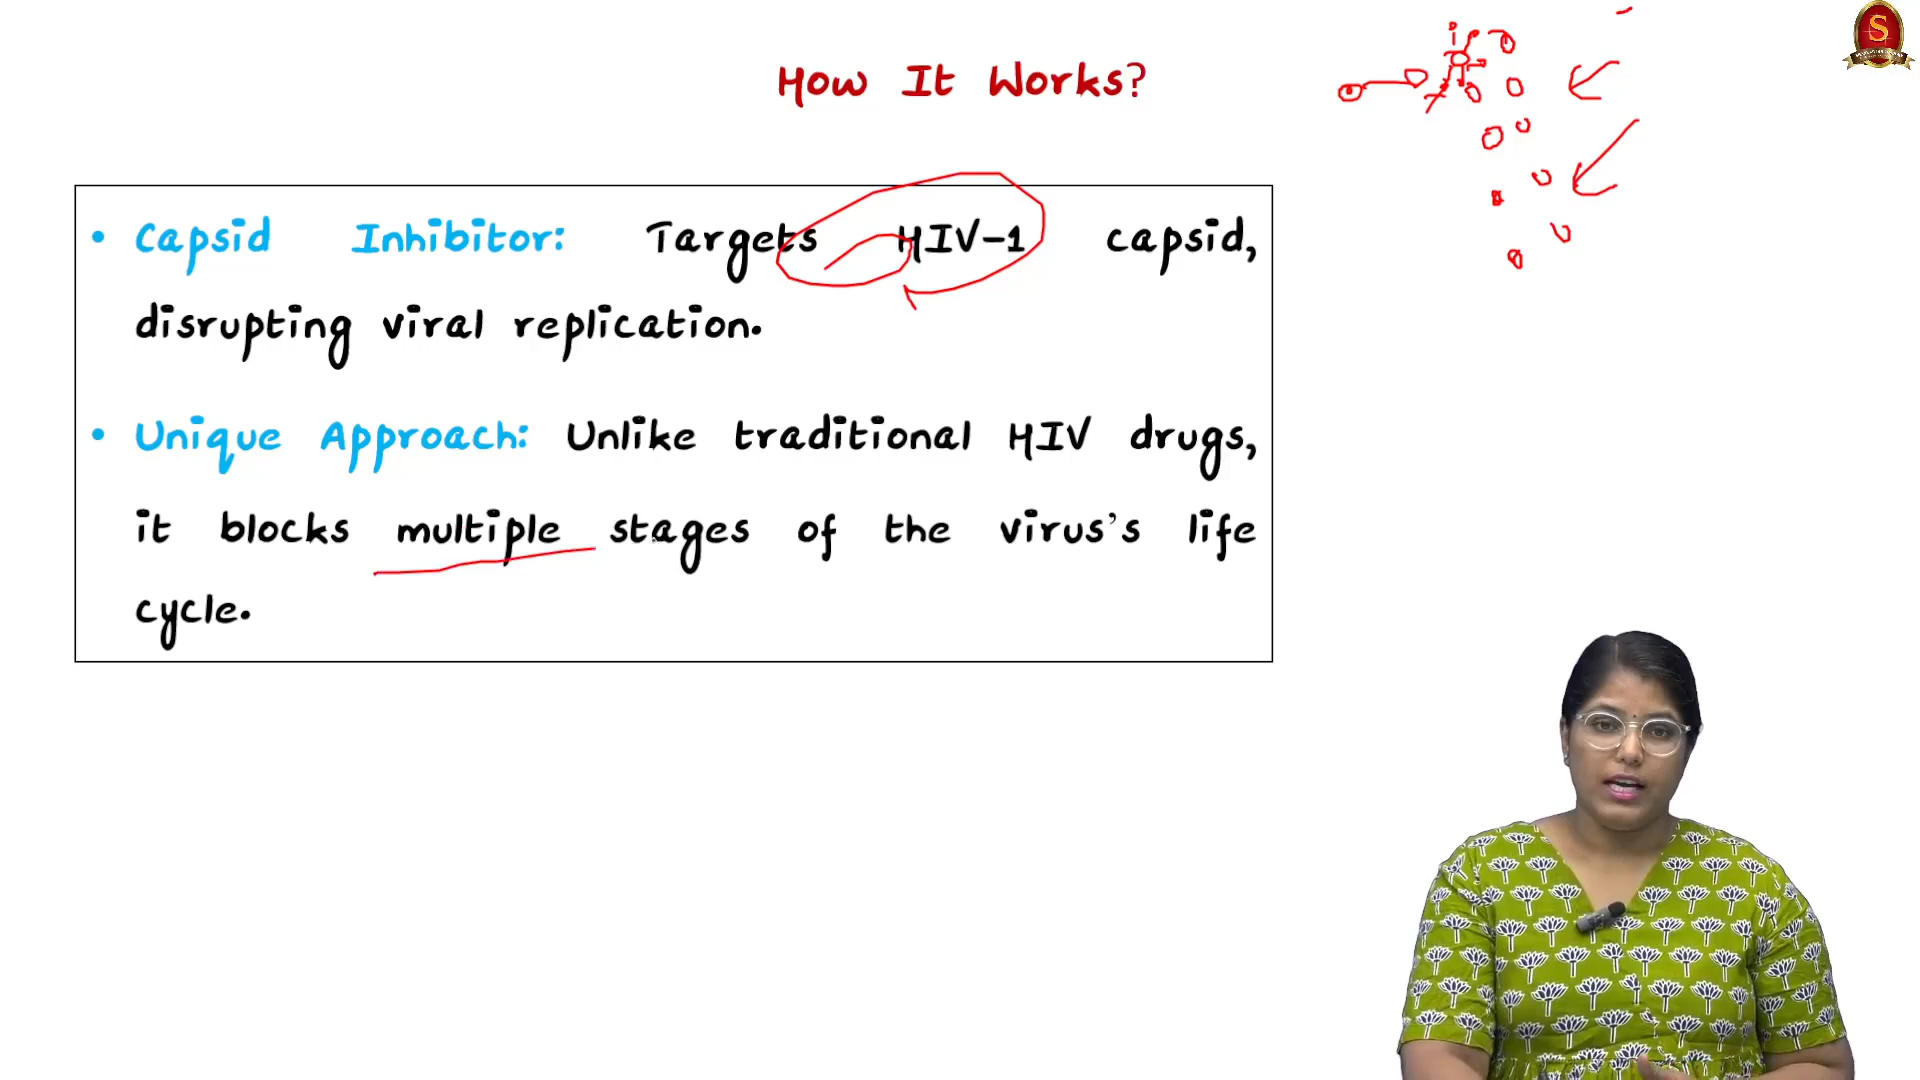 How It Works?
• Capsid Inhibitor: Targets HIV-1 capsid,
disrupting viral replication.
• Unique Approach: Unlike traditional HIV drugs,
it blocks multiple stages of the virus's life
cycle.
S